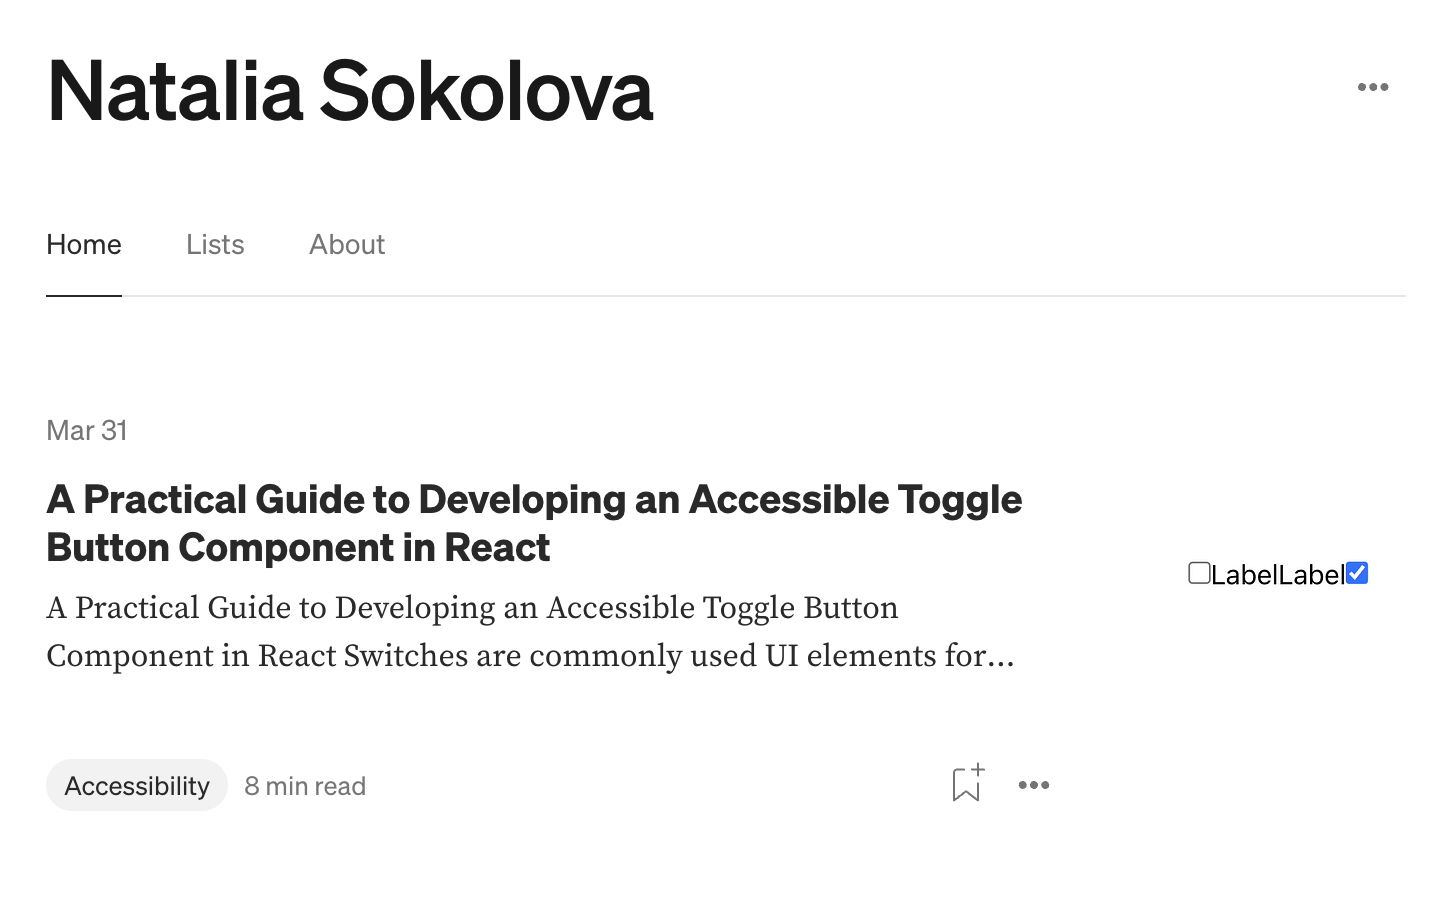 Natalia Sokolova
Home Lists About
Mar 31
A Practical Guide to Developing an Accessible Toggle
Button Component in React
A Practical Guide to Developing an Accessible Toggle Button
Component in React Switches are commonly used UI elements for...
LabelLabel
Accessibility 8 min read